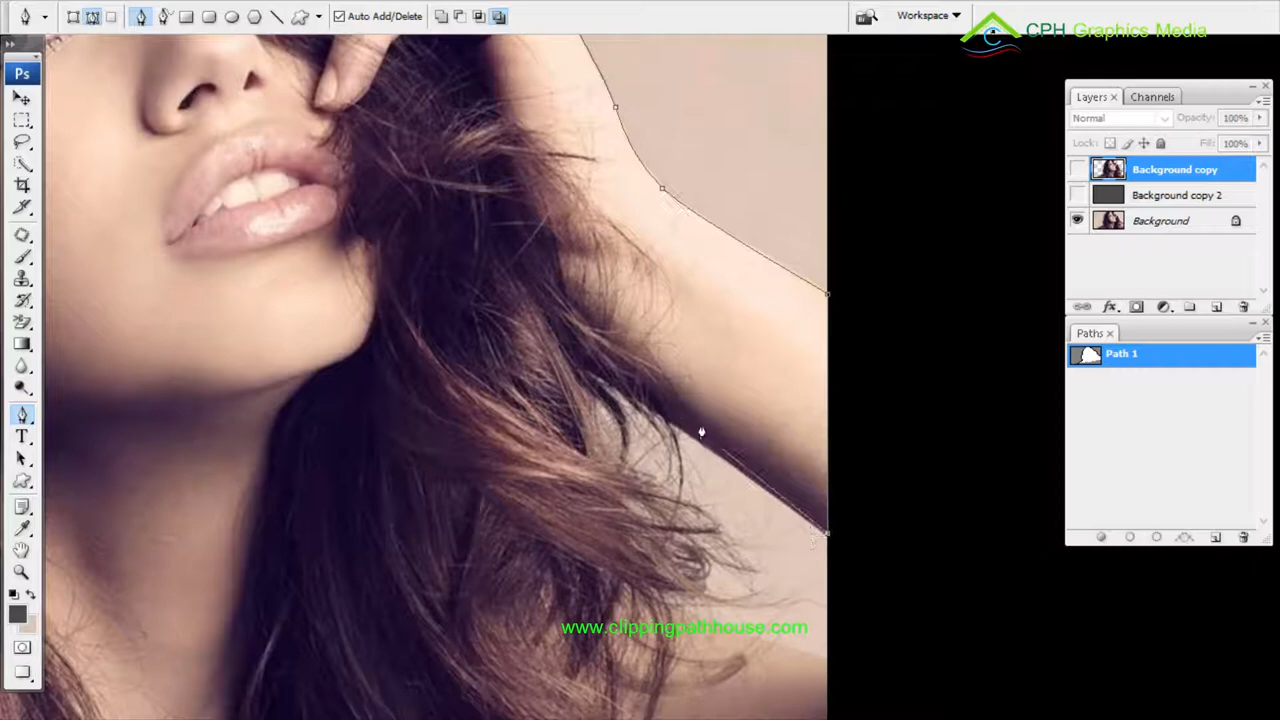 Auto Add/Delete
Workspace
CPH Graphics Media
Ps
Layers
Channels
Normal
Opacity: 100%
Lock:
Fill: 100%
Background copy
Background copy 2
Background
fx
Paths
Path 1
T
www.clippingpathhouse.com